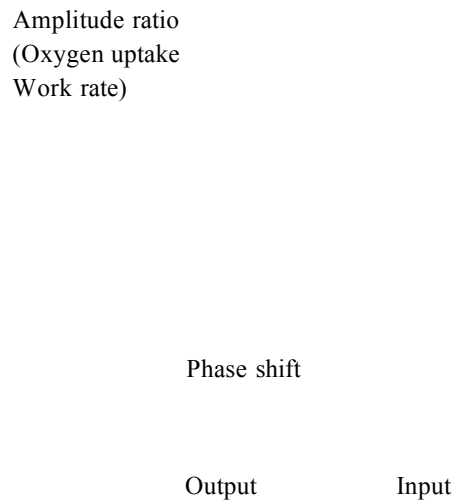 Amplitude ratio
(Oxygen uptake
Work rate)
Phase shift
Output Input